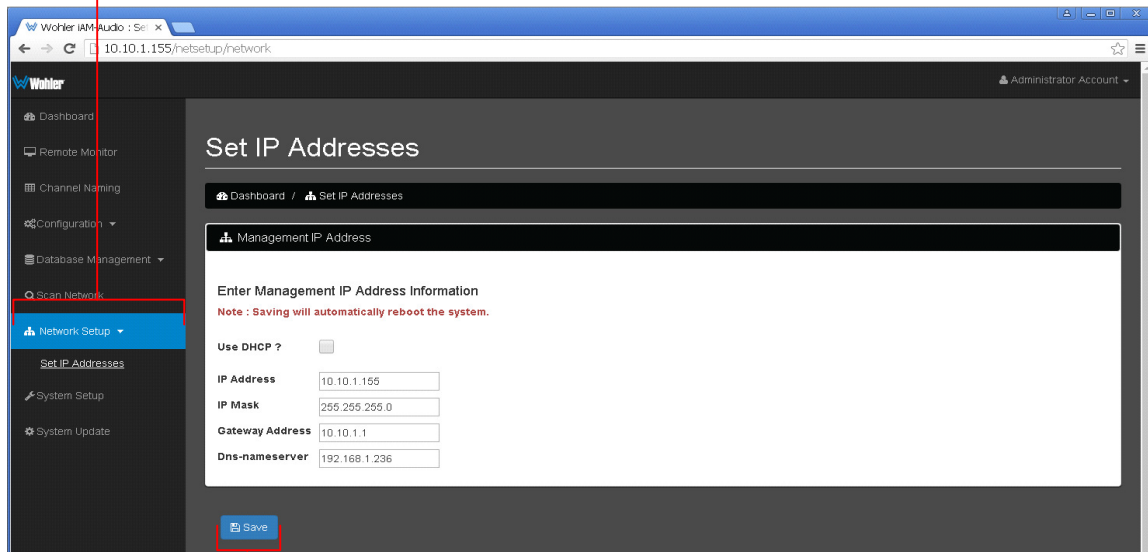 Wohler iAM-Audio : Se
10.10.1.155/netsetup/network
Wohler
Administrator Account
Dashboard
Remote Monitor
Channel Naming
Configuration
Database Management
Scan Network
Network Setup
Set IP Addresses
System Setup
System Update
Set IP Addresses
Dashboard / Set IP Addresses
Management IP Address
Enter Management IP Address Information
Note : Saving will automatically reboot the system.
Use DHCP ?
IP Address 10.10.1.155
IP Mask 255.255.255.0
Gateway Address 10.10.1.1
Dns-nameserver 192.168.1.236
Save